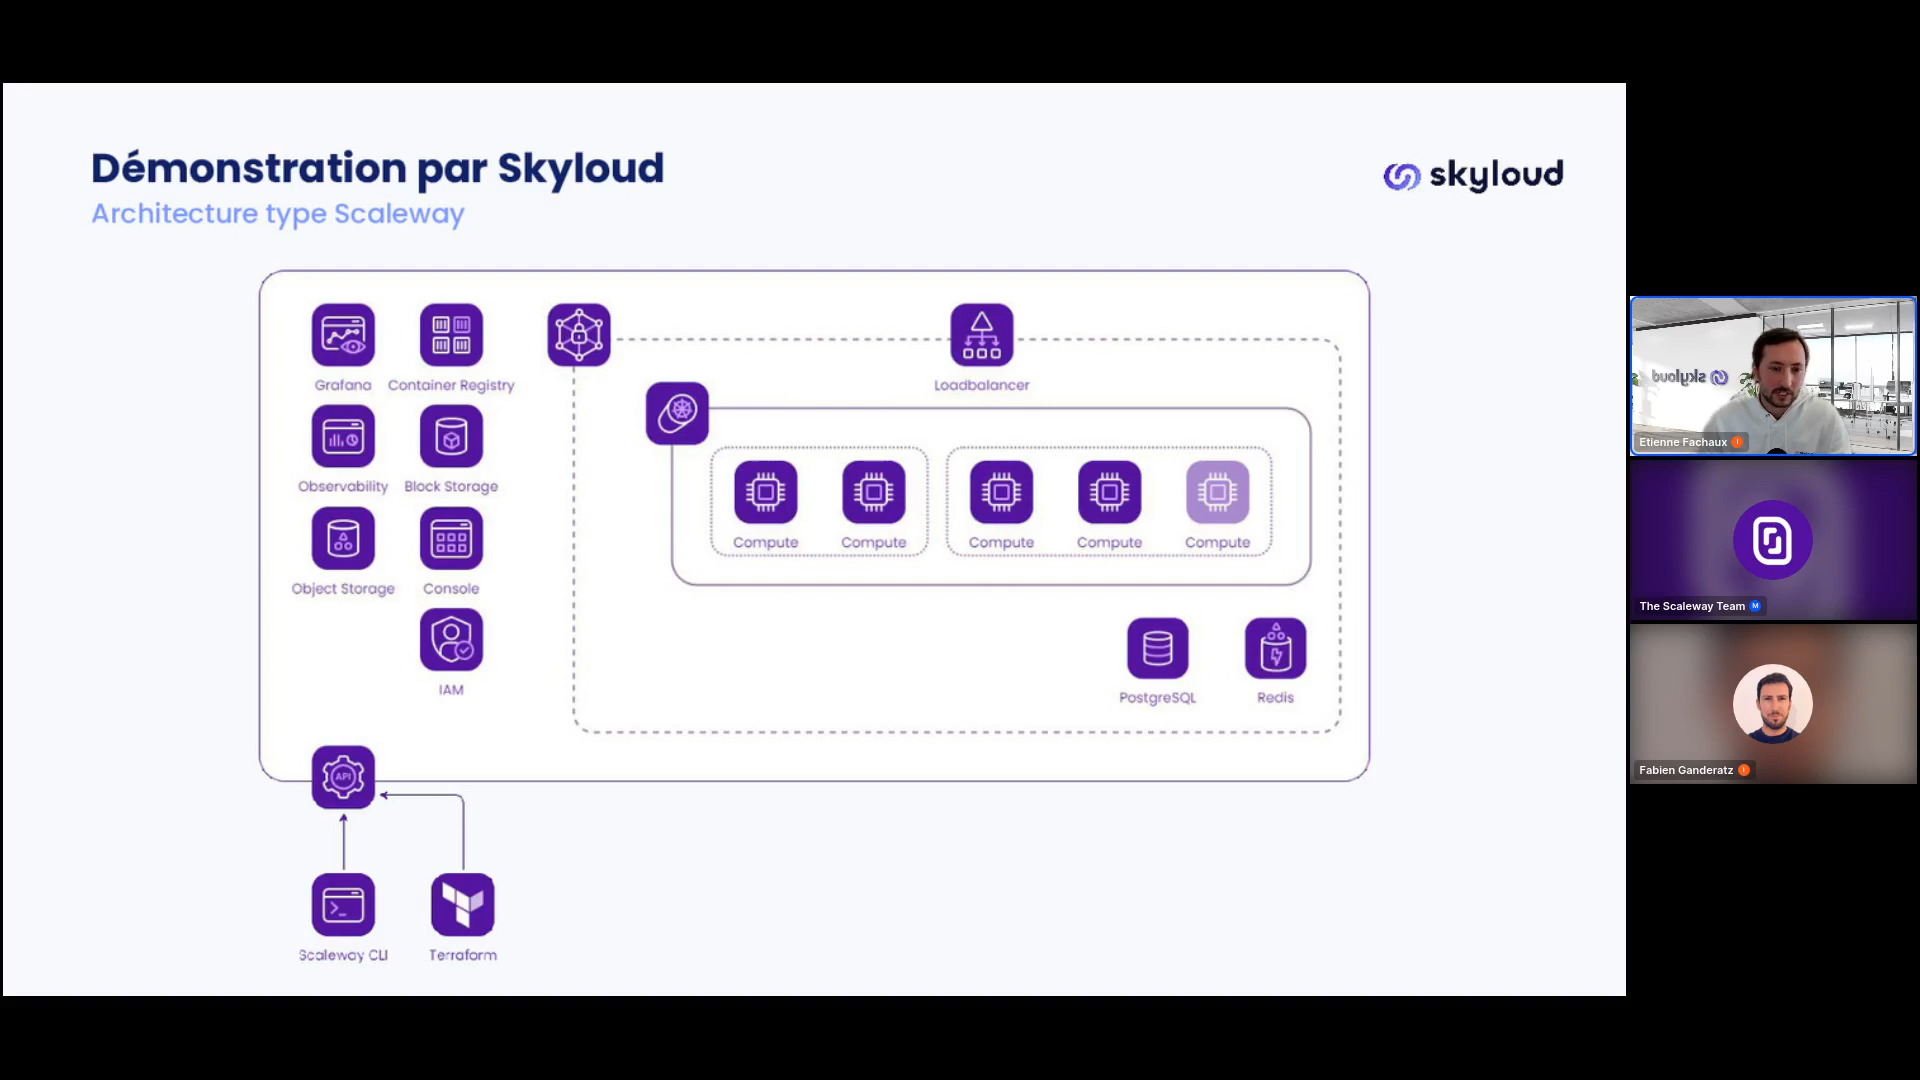 Démonstration par Skyloud
Architecture type Scaleway
skyloud
Grafana
Container Registry
Loadbalancer
Observability
Block Storage
Compute
Compute
Compute
Compute
Compute
Object Storage
Console
IAM
PostgreSQL
Redis
API
Scaleway CLI
Terraform
skyloud
Etienne Fachaux
I
The Scaleway Team
M
Fabien Ganderatz
I